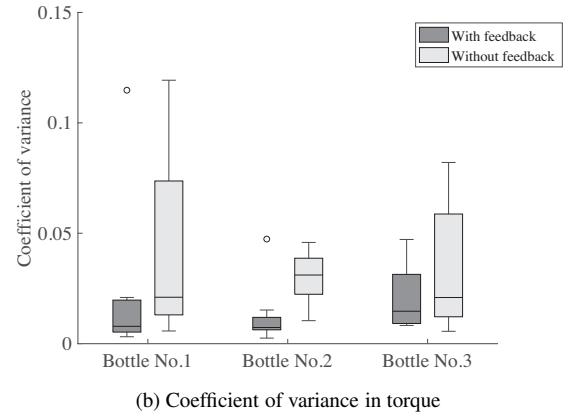 0.15
With feedback
Without feedback
0.1
Coefficient of variance
0.05
0
Bottle No.1
Bottle No.2
Bottle No.3
(b) Coefficient of variance in torque